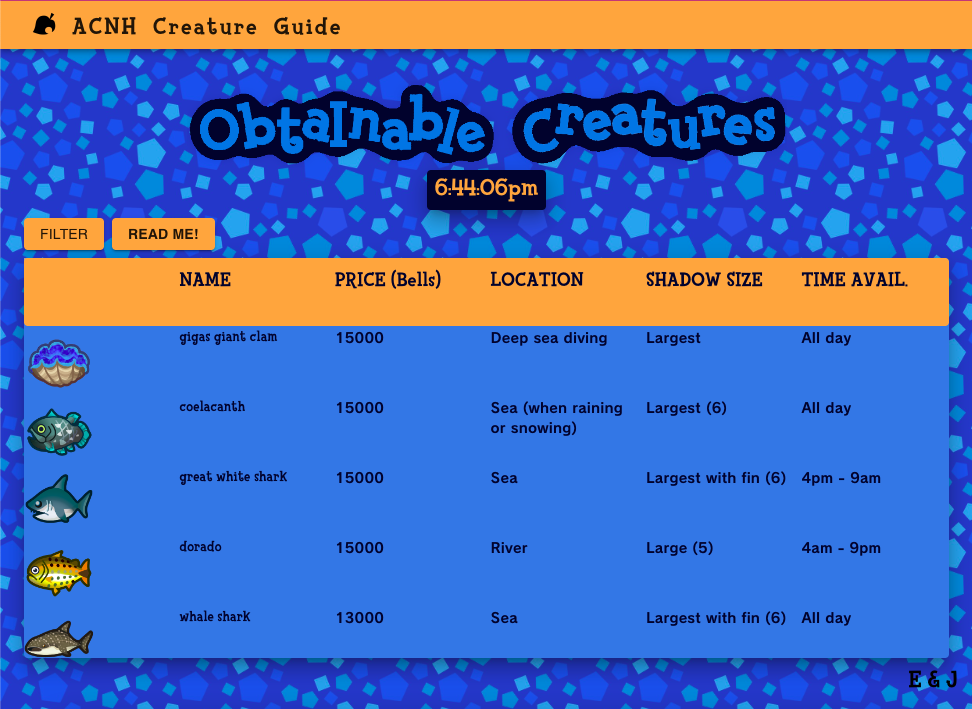 ACNH Creature Guide
ObtaInable Creatures
6:44:06pm
FILTER READ ME!
NAME PRICE (Bells) LOCATION SHADOW SIZE TIME AVAIL.
gigas giant clam 15000 Deep sea diving Largest All day
coelacanth 15000 Sea (when raining Largest (6) All day
or snowing)
great white shark 15000 Sea Largest with fin (6) 4pm - 9am
dorado 15000 River Large (5) 4am - 9pm
whale shark 13000 Sea Largest with fin (6) All day
E & J